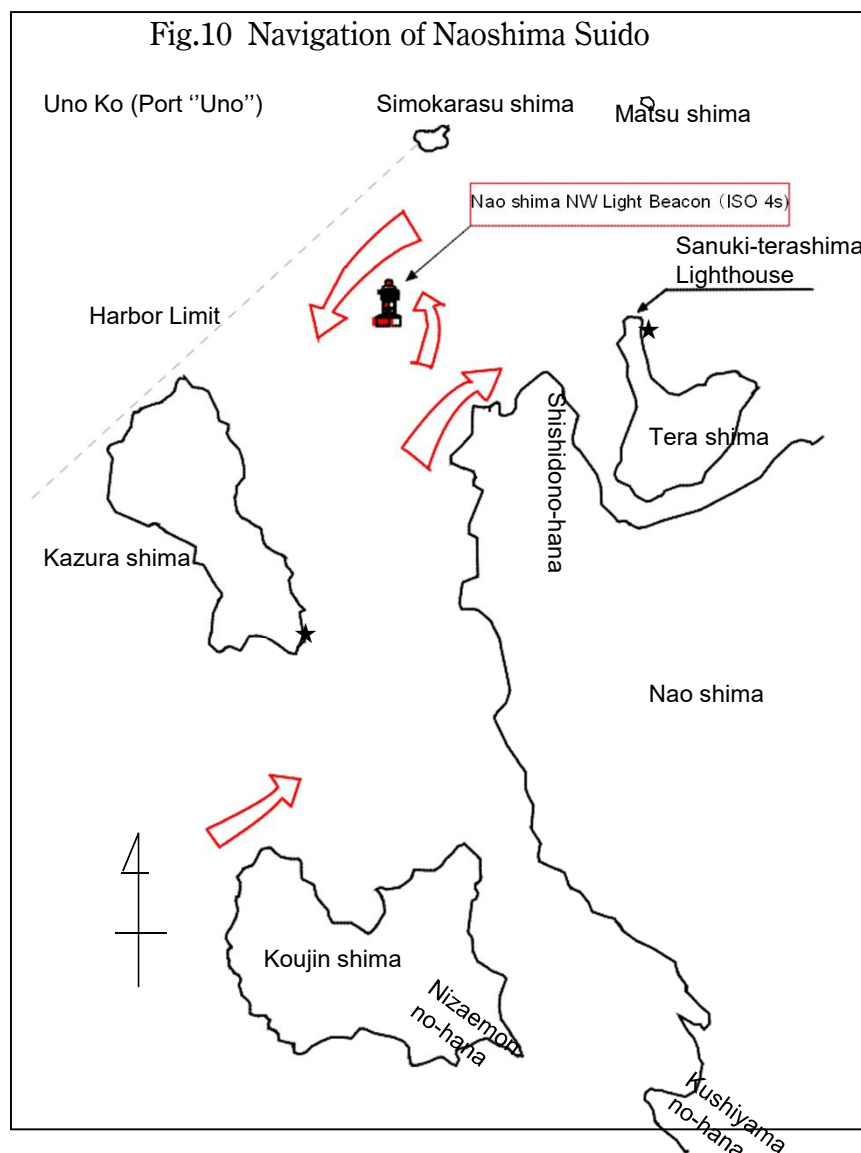 Fig.10 Navigation of Naoshima Suido
Uno Ko (Port ‘‘Uno’’)
Simokarasu shima
Matsu shima
Nao shima NW Light Beacon（ISO 4s)
Sanuki-terashima
Lighthouse
Harbor Limit
Shishidono-hana
Tera shima
Kazura shima
Nao shima
Koujin shima
Nizaemon
no-hana
Kushiyama
no-hana